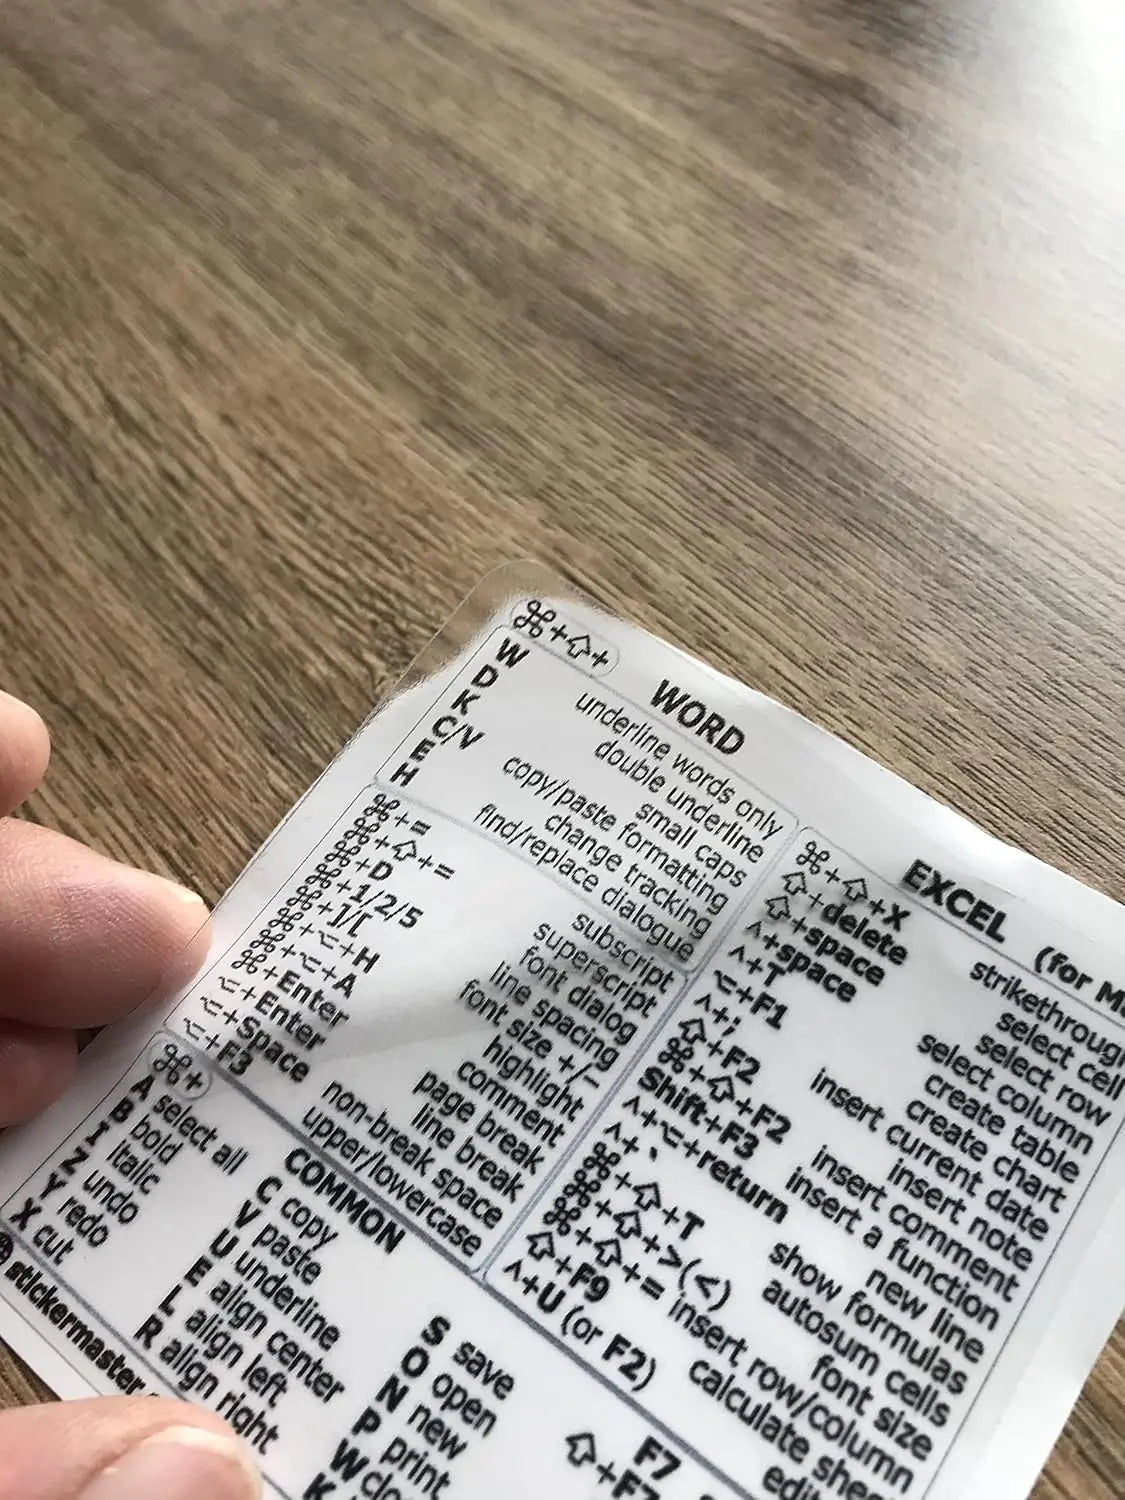 ⌘+⇧+ WORD
W underline words only
D double underline
K small caps
C/V copy/paste formatting
E change tracking
H find/replace dialogue
⌘+= subscript
⌘+⇧+= superscript
⌘+D font dialog
⌘+1/2/5 line spacing
⌘+]/[ font size +/-
⌘+⌥+H highlight
⌘+⌥+A comment
⌘+Enter page break
⌥+Enter line break
⌥+Space non-break space
⌥+F3 upper/lowercase
EXCEL (for
⌘+⇧+X
⇧+delete select cell
⇧+space select row
^+space select column
^+T create table
⌥+F1 create chart
^+; insert current date
⇧+F2 insert note
⌘+⇧+F2 insert comment
Shift+F3 insert a function
^+⌥+return new line
^+` show formulas
⌘+⇧+T autosum cells
⌘+⇧+>(<) font size
⌘+⇧+= insert row/column
⇧+F9 calculate
^+U (or F2)
⌘+ COMMON
A select all
B bold
I italic
Z undo
Y redo
X cut
C copy
V paste
U underline
E align center
L align left
R align right
S save
O open
N new
P print
W
K
F7
stickermaster